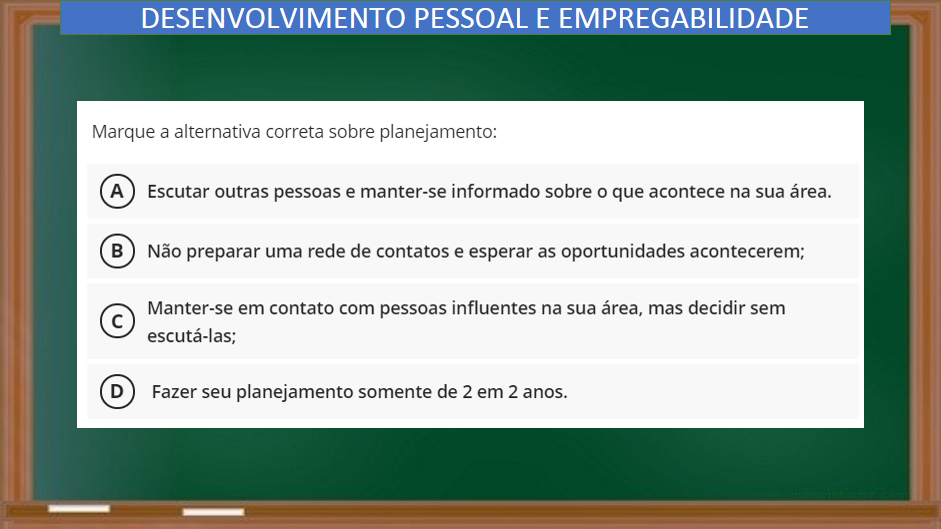 DESENVOLVIMENTO PESSOAL E EMPREGABILIDADE
Marque a alternativa correta sobre planejamento:
A Escutar outras pessoas e manter-se informado sobre o que acontece na sua área.
B Não preparar uma rede de contatos e esperar as oportunidades acontecerem;
C Manter-se em contato com pessoas influentes na sua área, mas decidir sem
escutá-las;
D Fazer seu planejamento somente de 2 em 2 anos.